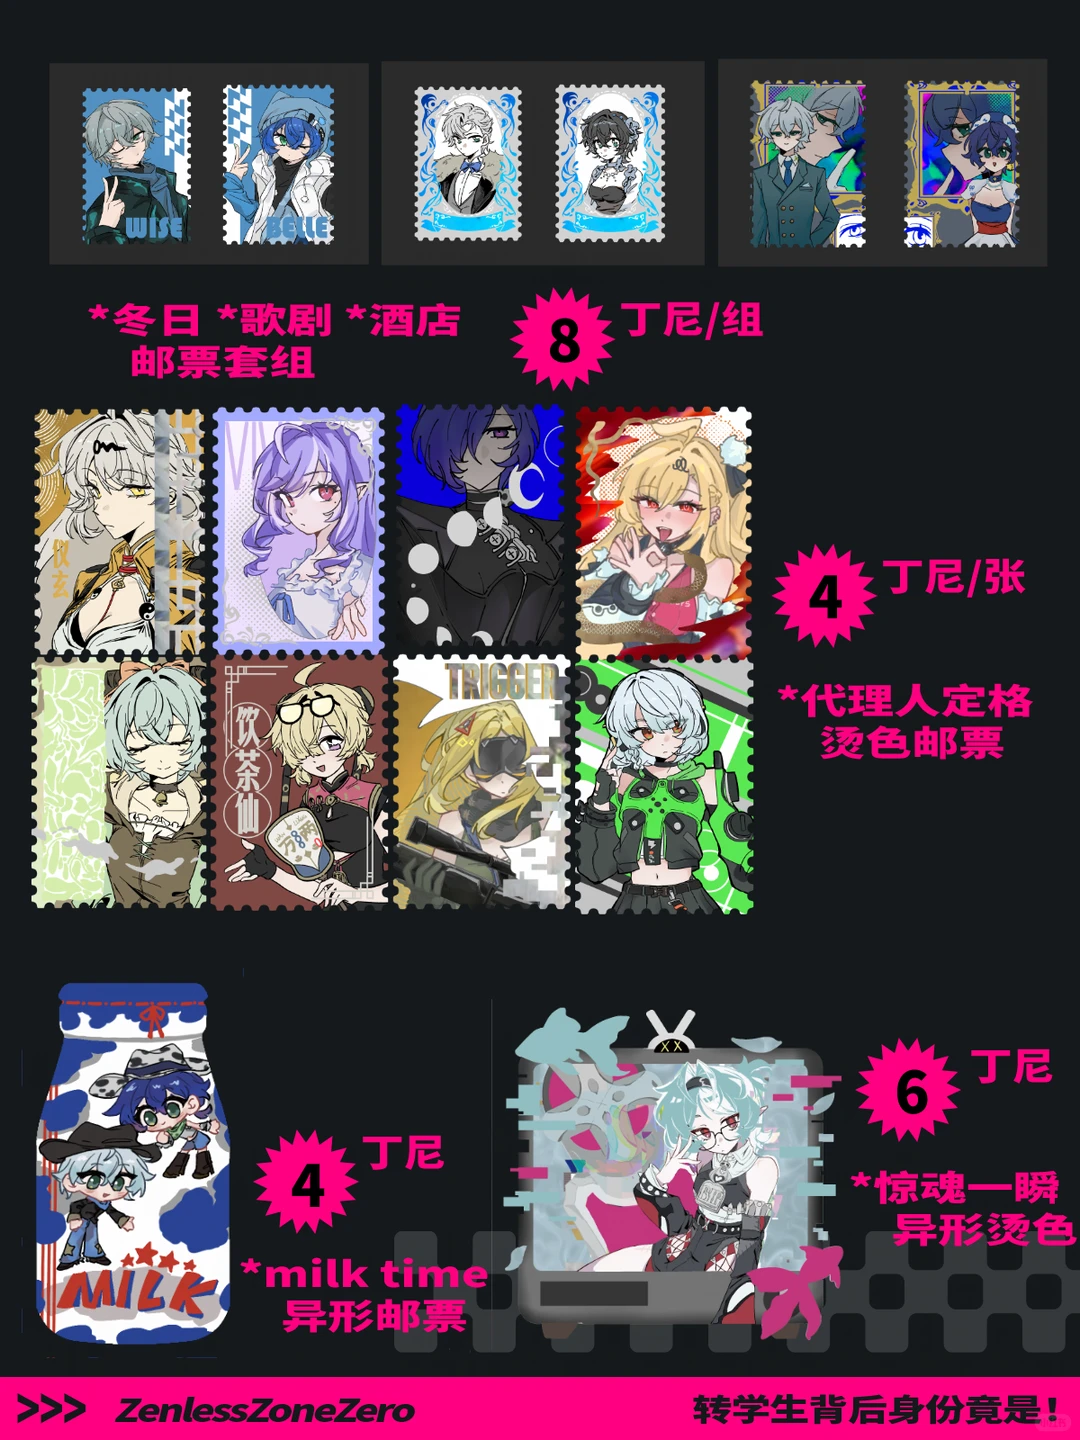 WISE
BELLE
*冬日 *歌剧 *酒店
邮票套组
8
丁尼/组
仪玄
TRIGGER
饮茶仙
4
丁尼/张
*代理人定格
烫色邮票
MILK
4
丁尼
*milk time
异形邮票
6
丁尼
*惊魂一瞬
异形烫色
>>> ZenlessZoneZero
转学生背后身份竟是!